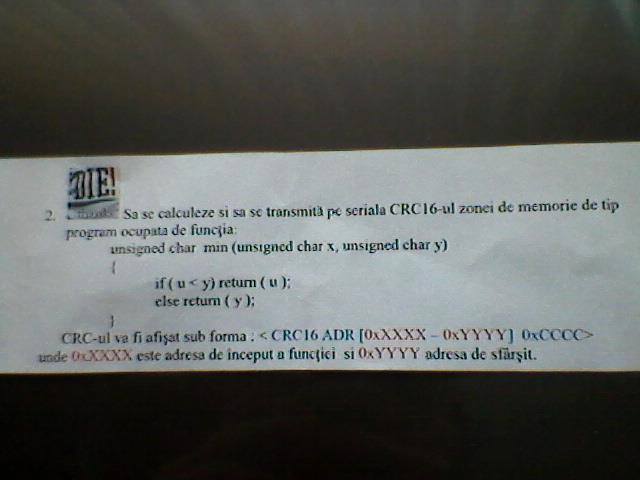 DIE!
2. Sa se calculeze si sa se transmită pe seriala CRC16-ul zonei de memorie de tip
program ocupata de funcţia:
unsigned char min (unsigned char x, unsigned char y)
{
if ( u < y) return ( u );
else return ( y );
}
CRC-ul va fi afişat sub forma : < CRC16 ADR [0xXXXX – 0xYYYY] 0xCCCC>
unde 0xXXXX este adresa de inceput a funcţiei si 0xYYYY adresa de sfârşit.